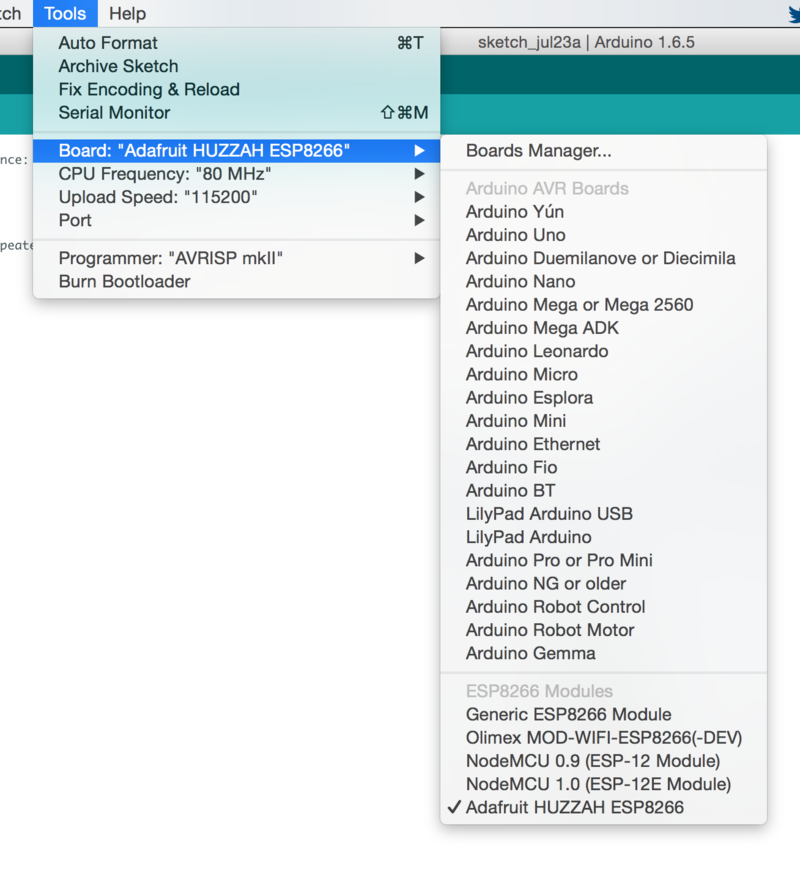 tch Tools Help
sketch_jul23a | Arduino 1.6.5
Auto Format ⌘T
Archive Sketch
Fix Encoding & Reload
Serial Monitor ⇧⌘M
Board: "Adafruit HUZZAH ESP8266"
CPU Frequency: "80 MHz"
Upload Speed: "115200"
Port
Programmer: "AVRISP mkII"
Burn Bootloader
nce:
peate
Boards Manager...
Arduino AVR Boards
Arduino Yún
Arduino Uno
Arduino Duemilanove or Diecimila
Arduino Nano
Arduino Mega or Mega 2560
Arduino Mega ADK
Arduino Leonardo
Arduino Micro
Arduino Esplora
Arduino Mini
Arduino Ethernet
Arduino Fio
Arduino BT
LilyPad Arduino USB
LilyPad Arduino
Arduino Pro or Pro Mini
Arduino NG or older
Arduino Robot Control
Arduino Robot Motor
Arduino Gemma
ESP8266 Modules
Generic ESP8266 Module
Olimex MOD-WIFI-ESP8266(-DEV)
NodeMCU 0.9 (ESP-12 Module)
NodeMCU 1.0 (ESP-12E Module)
✓ Adafruit HUZZAH ESP8266